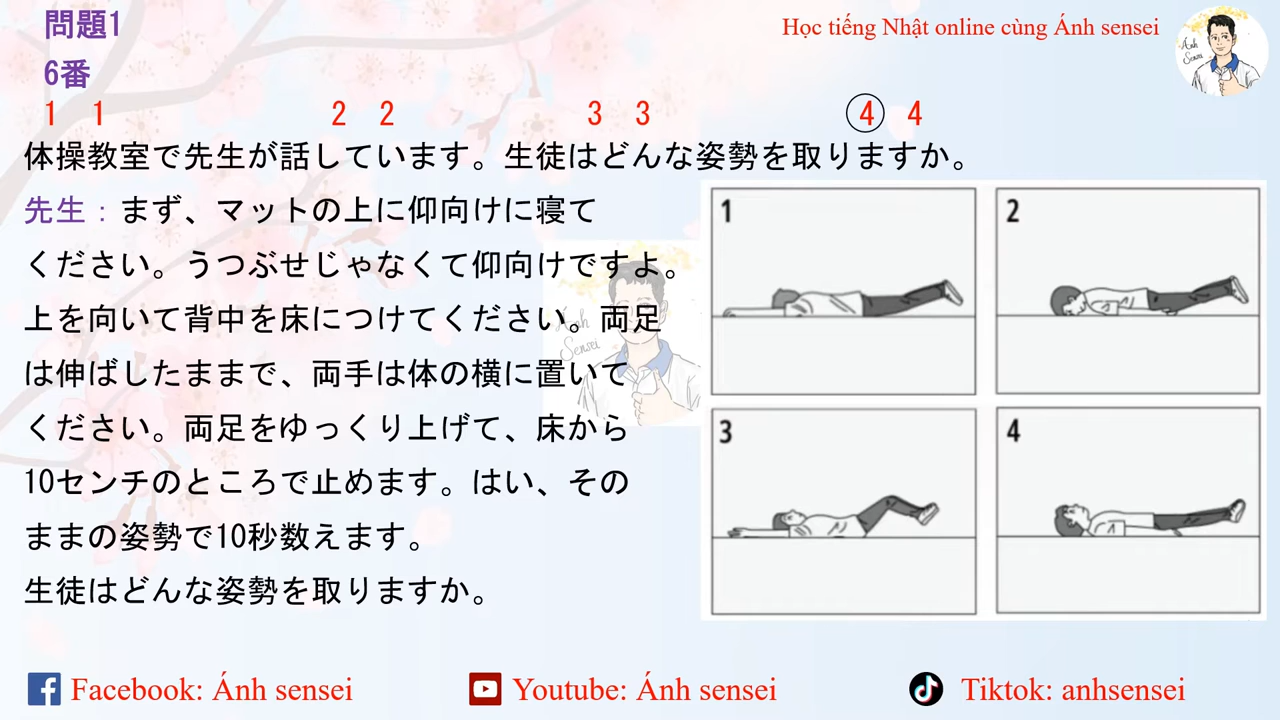 問題1
Học tiếng Nhật online cùng Ánh sensei
Ánh
Sensei
6番
1 1 2 2 3 3 4 4
体操教室で先生が話しています。生徒はどんな姿勢を取りますか。
先生：まず、マットの上に仰向けに寝て
ください。うつぶせじゃなくて仰向けですよ。
上を向いて背中を床につけてください。両足
は伸ばしたままで、両手は体の横に置いて
ください。両足をゆっくり上げて、床から
10センチのところで止めます。はい、その
ままの姿勢で10秒数えます。
生徒はどんな姿勢を取りますか。
Ánh
Sensei
1
2
3
4
Facebook: Ánh sensei
Youtube: Ánh sensei
Tiktok: anhsensei